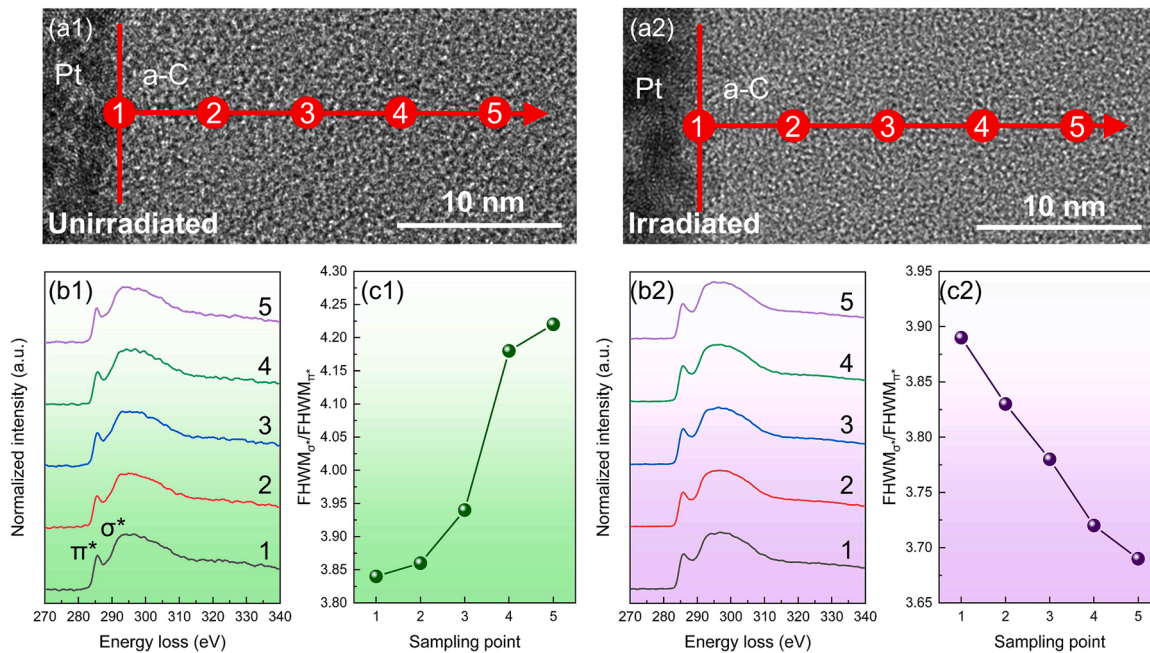 (a1)
Pt
a-C
1 2 3 4 5
Unirradiated
10 nm
(a2)
Pt
a-C
1 2 3 4 5
Irradiated
10 nm
(b1)
Normalized intensity (a.u.)
5
4
3
2
σ*
π*
1
270 280 290 300 310 320 330 340
Energy loss (eV)
(c1)
FHWMσ*/FHWMπ*
4.30
4.25
4.20
4.15
4.10
4.05
4.00
3.95
3.90
3.85
3.80
1 2 3 4 5
Sampling point
(b2)
Normalized intensity (a.u.)
5
4
3
2
1
270 280 290 300 310 320 330 340
Energy loss (eV)
(c2)
FHWMσ*/FHWMπ*
3.95
3.90
3.85
3.80
3.75
3.70
3.65
1 2 3 4 5
Sampling point